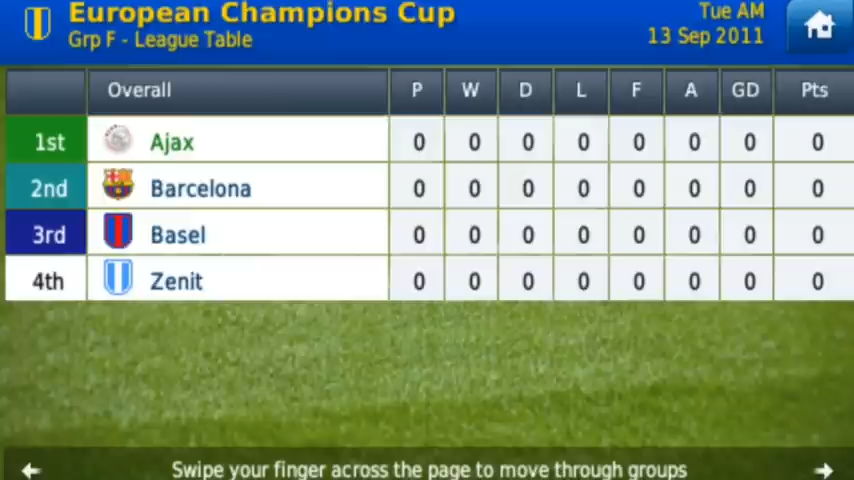 European Champions Cup
Grp F - League Table
Tue AM
13 Sep 2011
Overall P W D L F A GD Pts
1st Ajax 0 0 0 0 0 0 0 0
2nd Barcelona 0 0 0 0 0 0 0 0
3rd Basel 0 0 0 0 0 0 0 0
4th Zenit 0 0 0 0 0 0 0 0
Swipe your finger across the page to move through groups